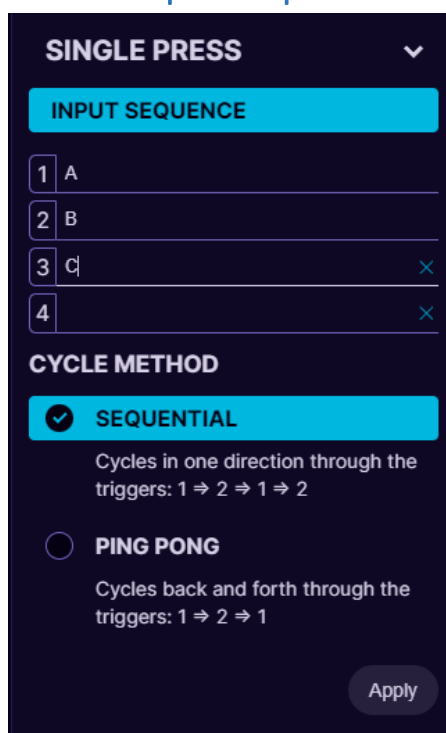 SINGLE PRESS
INPUT SEQUENCE
1 A
2 B
3 C
4
CYCLE METHOD
SEQUENTIAL
Cycles in one direction through the
triggers: 1 ⇒ 2 ⇒ 1 ⇒ 2
PING PONG
Cycles back and forth through the
triggers: 1 ⇒ 2 ⇒ 1
Apply